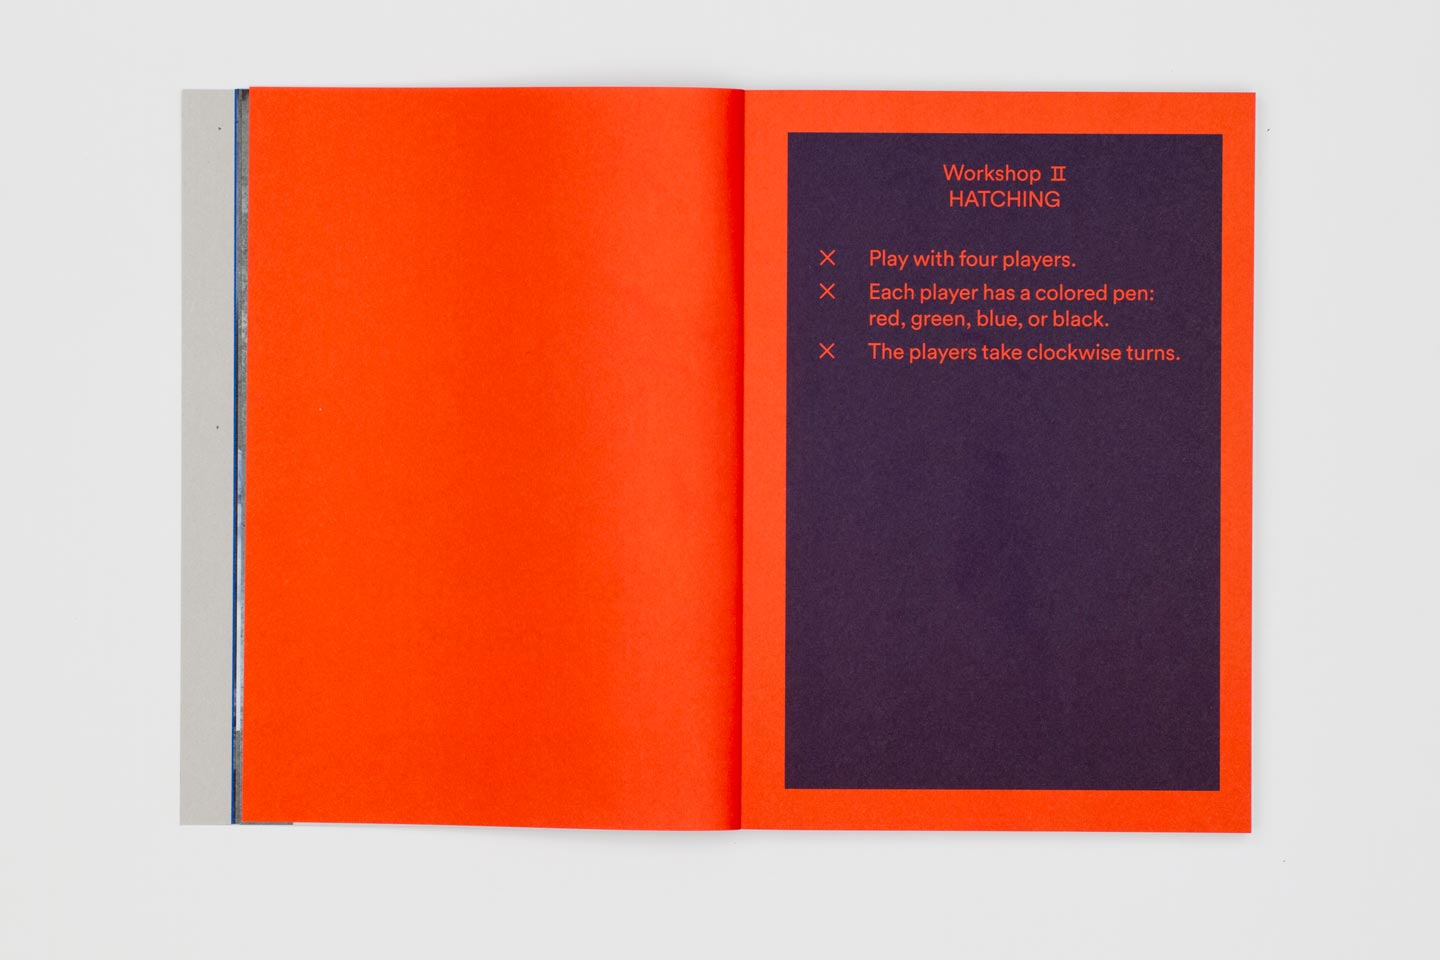 Workshop II
HATCHING
× Play with four players.
× Each player has a colored pen:
red, green, blue, or black.
× The players take clockwise turns.